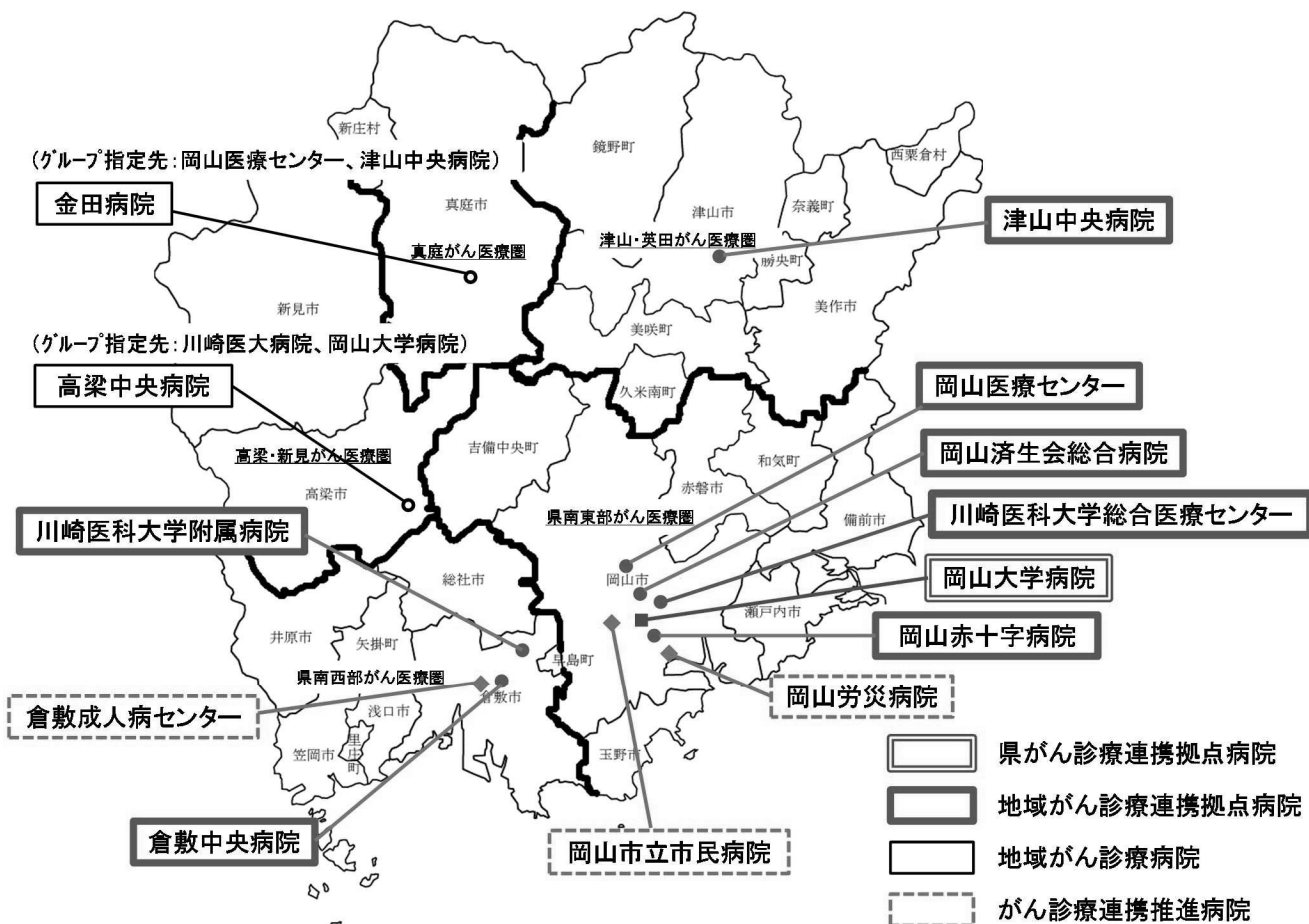 新庄村
鏡野町
西粟倉村
(グループ指定先:岡山医療センター、津山中央病院)
金田病院
真庭市
津山市
奈義町
津山中央病院
真庭がん医療圏
津山・英田がん医療圏
勝央町
新見市
美作市
美咲町
(グループ指定先:川崎医大病院、岡山大学病院)
高梁中央病院
久米南町
岡山医療センター
吉備中央町
高梁・新見がん医療圏
和気町
岡山済生会総合病院
高梁市
赤磐市
県南東部がん医療圏
備前市
川崎医科大学総合医療センター
川崎医科大学附属病院
総社市
岡山市
岡山大学病院
瀬戸内市
井原市
矢掛町
岡山赤十字病院
早島町
県南西部がん医療圏
倉敷成人病センター
倉敷市
浅口市
岡山労災病院
里庄町
笠岡市
玉野市
県がん診療連携拠点病院
地域がん診療連携拠点病院
倉敷中央病院
岡山市立市民病院
地域がん診療病院
がん診療連携推進病院